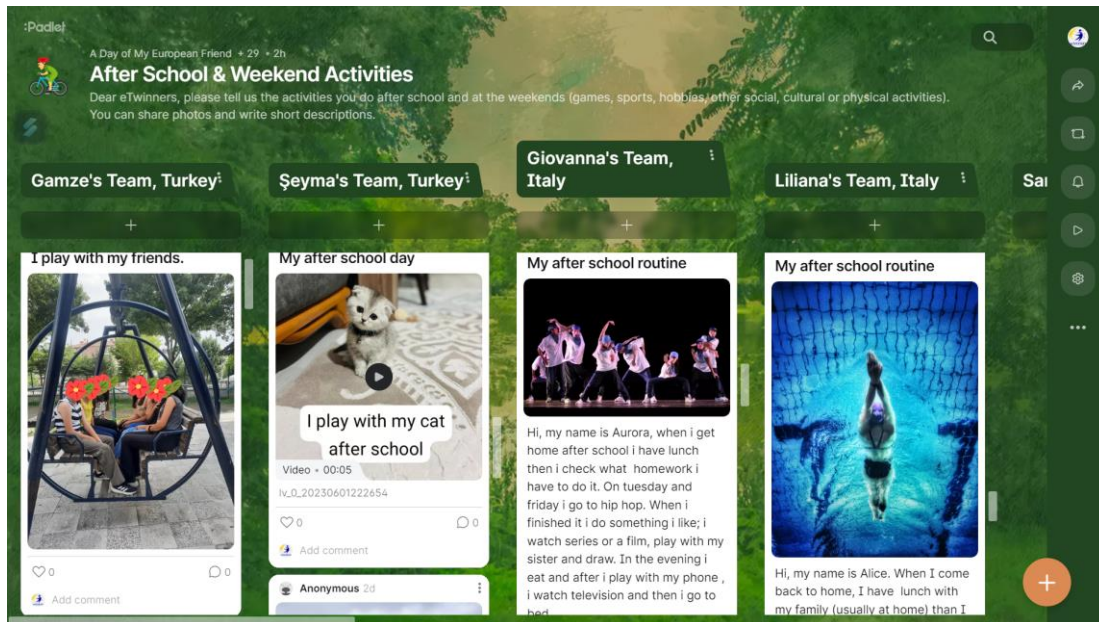 :Padlet
A Day of My European Friend + 29 • 2h
After School & Weekend Activities
Dear eTwinners, please tell us the activities you do after school and at the weekends (games, sports, hobbies, other social, cultural or physical activities).
You can share photos and write short descriptions.
Gamze's Team, Turkey
I play with my friends.
0
0
Add comment
Şeyma's Team, Turkey
My after school day
I play with my cat
after school
Video • 00:05
lv_0_20230601222654
0
0
Add comment
Anonymous 2d
Giovanna's Team,
Italy
My after school routine
Hi, my name is Aurora, when i get
home after school i have lunch
then i check what homework i
have to do it. On tuesday and
friday i go to hip hop. When i
finished it i do something i like; i
watch series or a film, play with my
sister and draw. In the evening i
eat and after i play with my phone ,
i watch television and then i go to
bed
Liliana's Team, Italy
My after school routine
Hi, my name is Alice. When I come
back to home, I have lunch with
my family (usually at home) than I